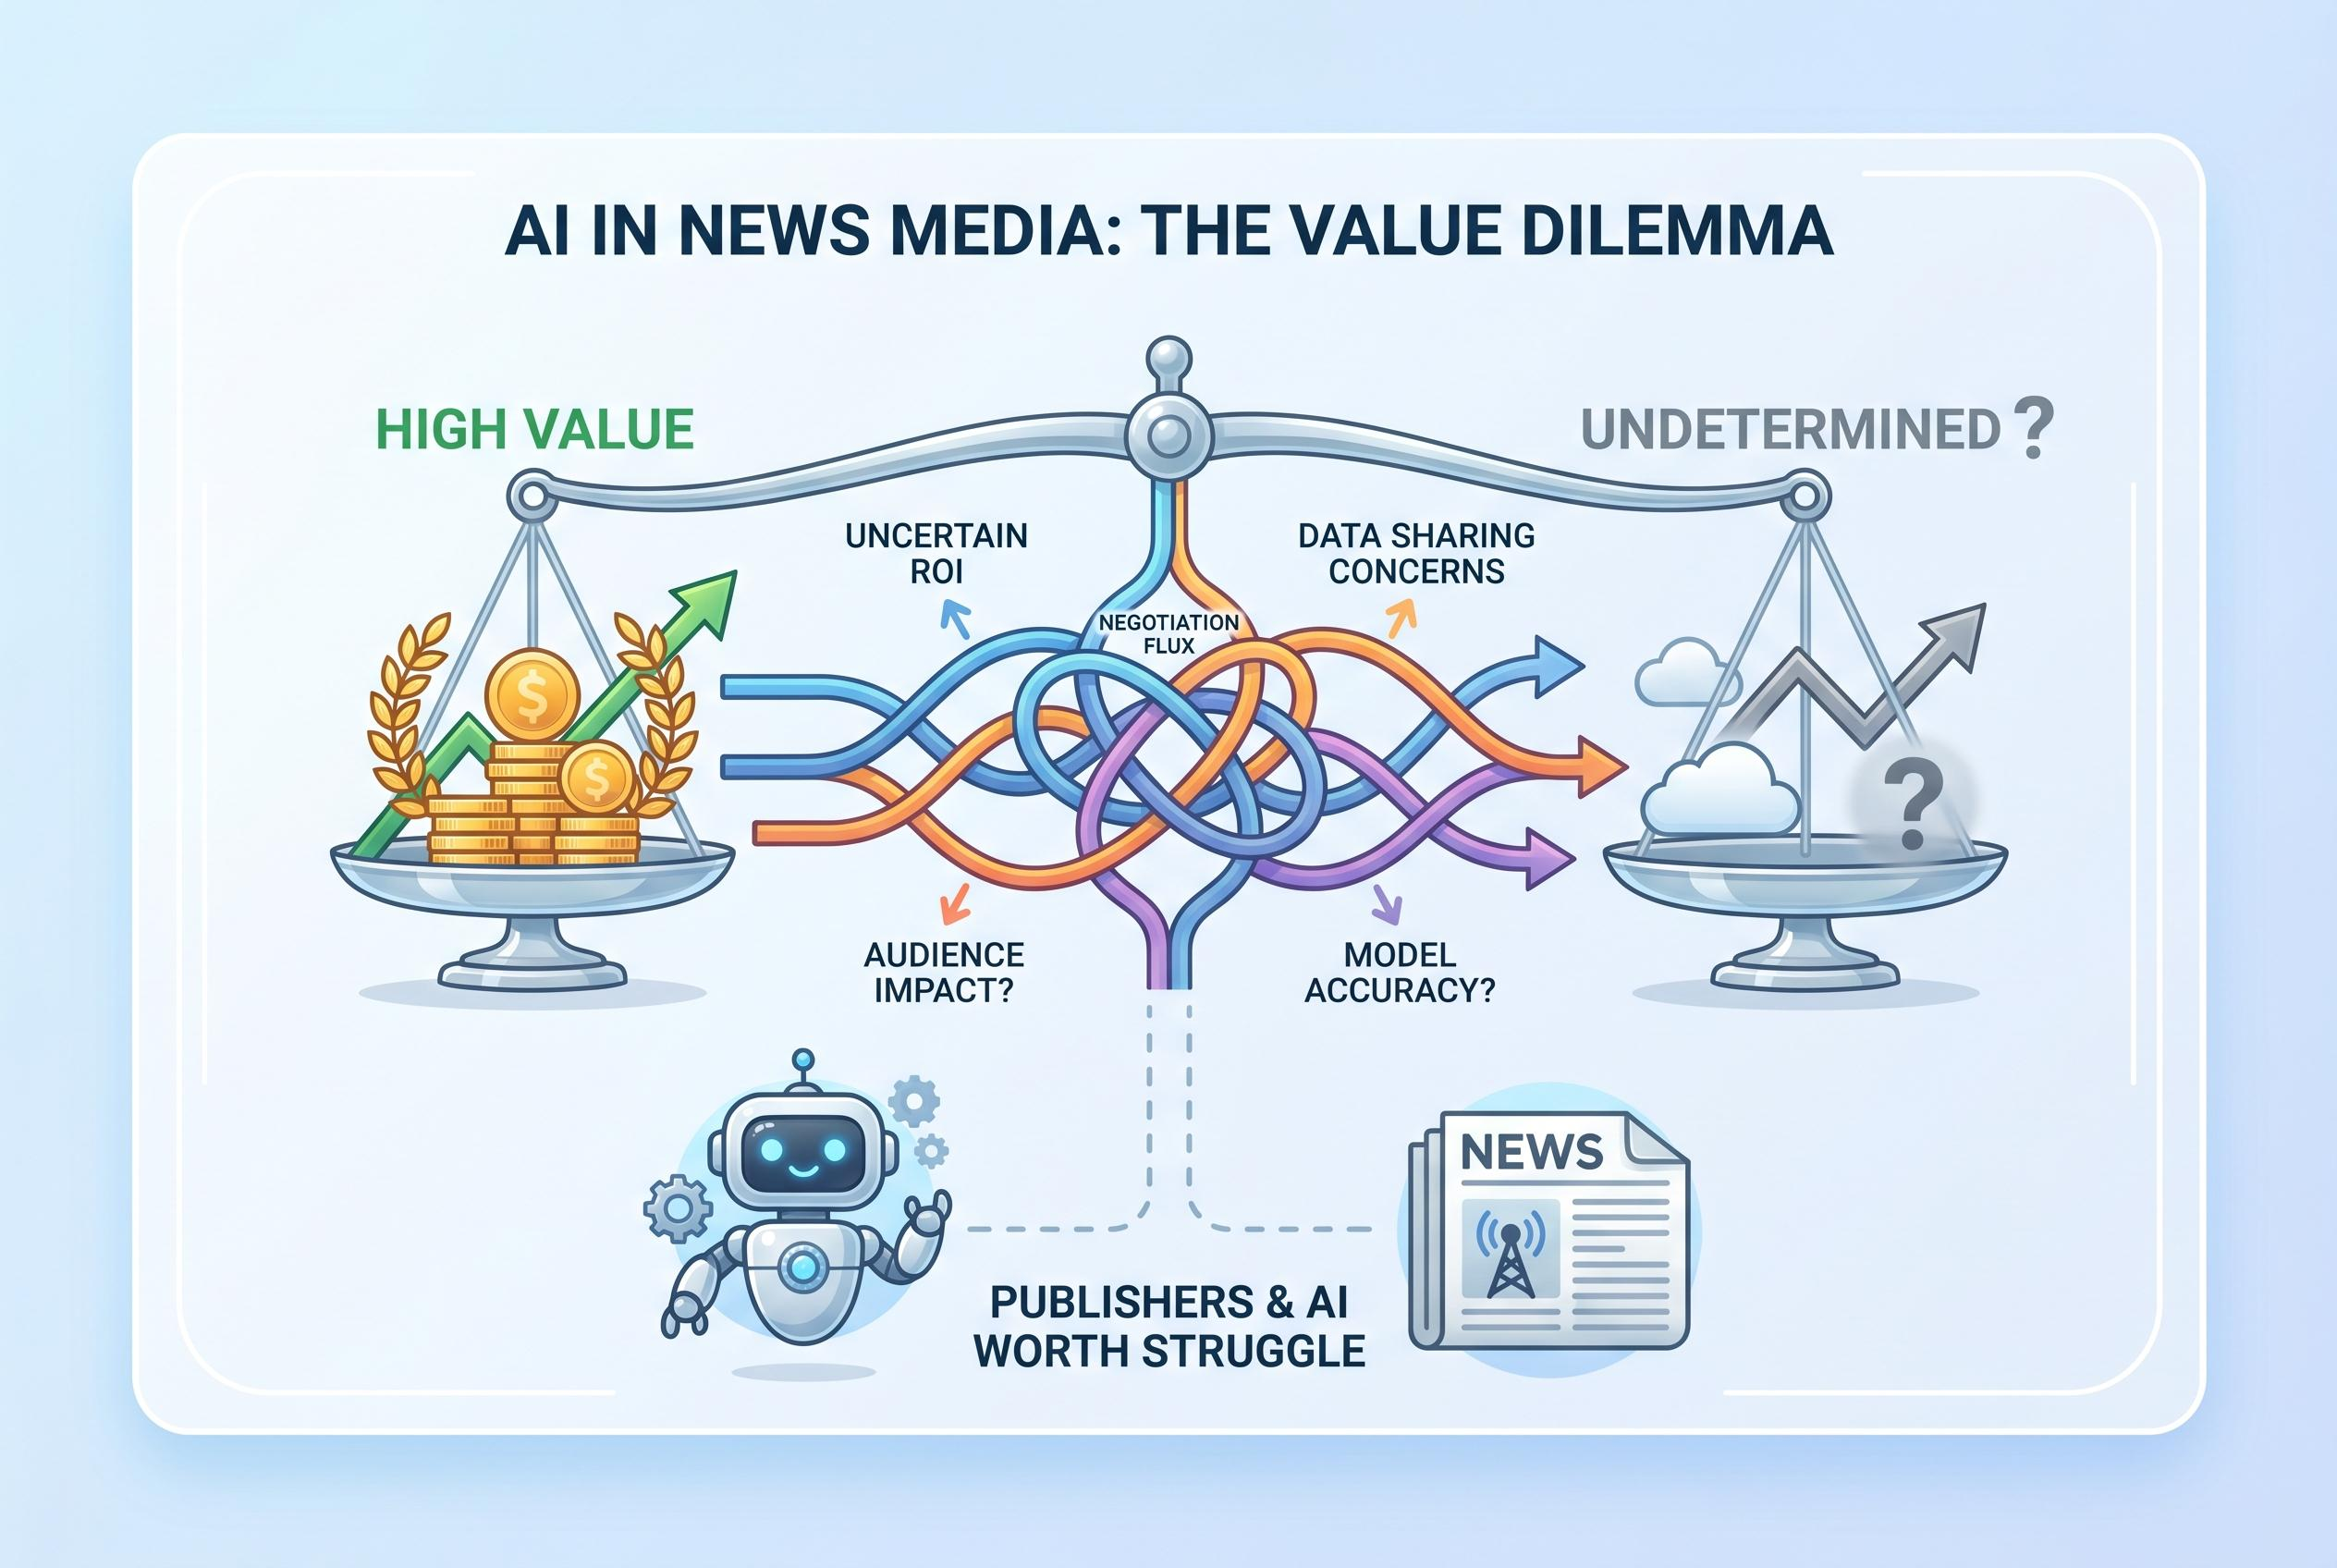 AI IN NEWS MEDIA: THE VALUE DILEMMA
HIGH VALUE
UNDETERMINED ?
UNCERTAIN
ROI
DATA SHARING
CONCERNS
NEGOTIATION
FLUX
$
$
?
AUDIENCE
IMPACT?
MODEL
ACCURACY?
NEWS
PUBLISHERS & AI
WORTH STRUGGLE